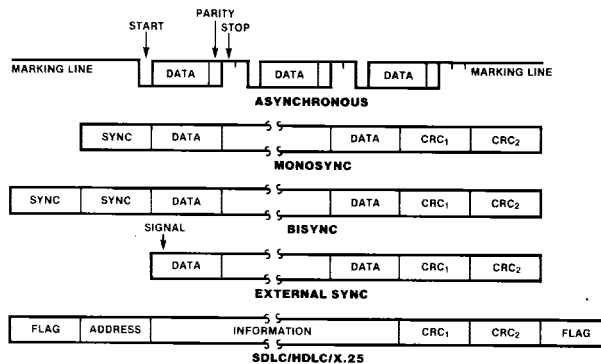 PARITY
START STOP
MARKING LINE DATA DATA DATA MARKING LINE
ASYNCHRONOUS
SYNC DATA DATA CRC1 CRC2
MONOSYNC
SYNC SYNC DATA DATA CRC1 CRC2
BISYNC
SIGNAL
DATA DATA CRC1 CRC2
EXTERNAL SYNC
FLAG ADDRESS INFORMATION CRC1 CRC2 FLAG
SDLC/HDLC/X.25